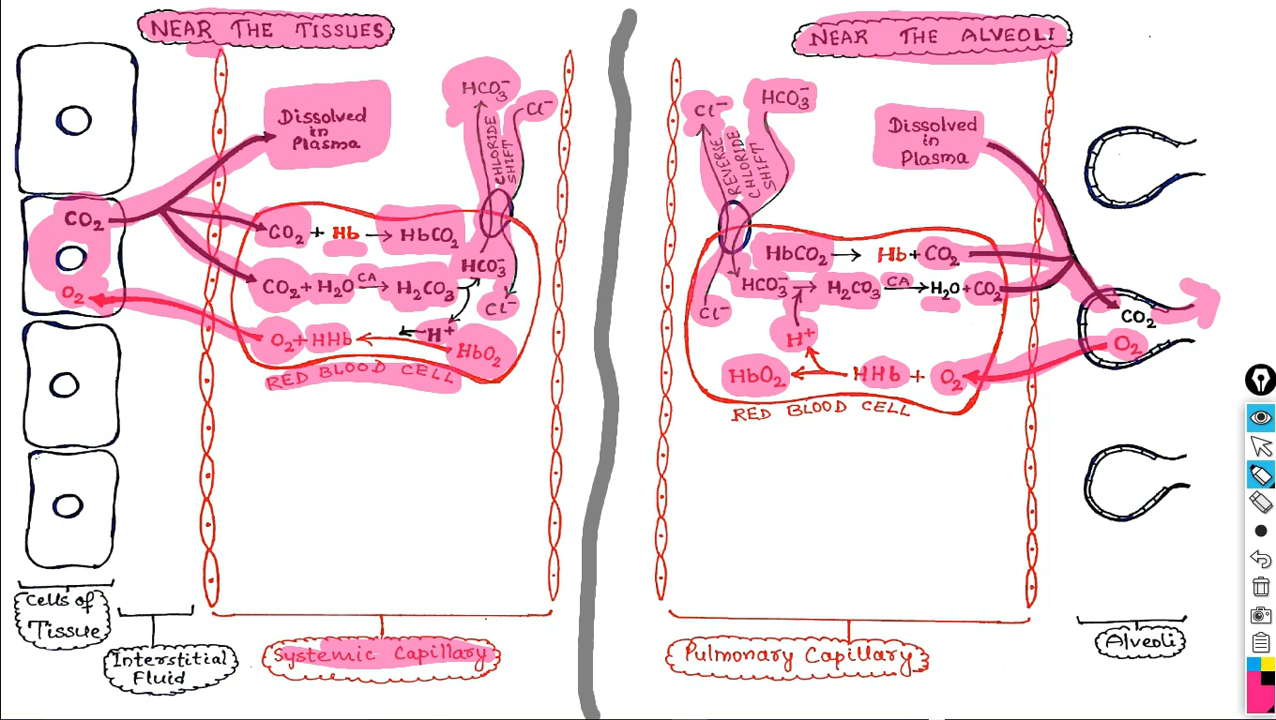 NEAR THE TISSUES
HCO₃⁻
Cl⁻
CHLORIDE
SHIFT
Dissolved
in
Plasma
CO₂
O₂
CO₂ + Hb → HbCO₂
CO₂ + H₂O CA→ H₂CO₃
HCO₃⁻
Cl⁻
H⁺
O₂ + HHb ← HbO₂
RED BLOOD CELL
Cells of
Tissue
Interstitial
Fluid
Systemic Capillary
NEAR THE ALVEOLI
Cl⁻
HCO₃⁻
REVERSE
CHLORIDE
SHIFT
Dissolved
in
Plasma
HbCO₂ → Hb + CO₂
HCO₃⁻ → H₂CO₃ CA→ H₂O + CO₂
Cl⁻
H⁺
HbO₂ ← HHb + O₂
RED BLOOD CELL
CO₂
O₂
Pulmonary Capillary
Alveoli